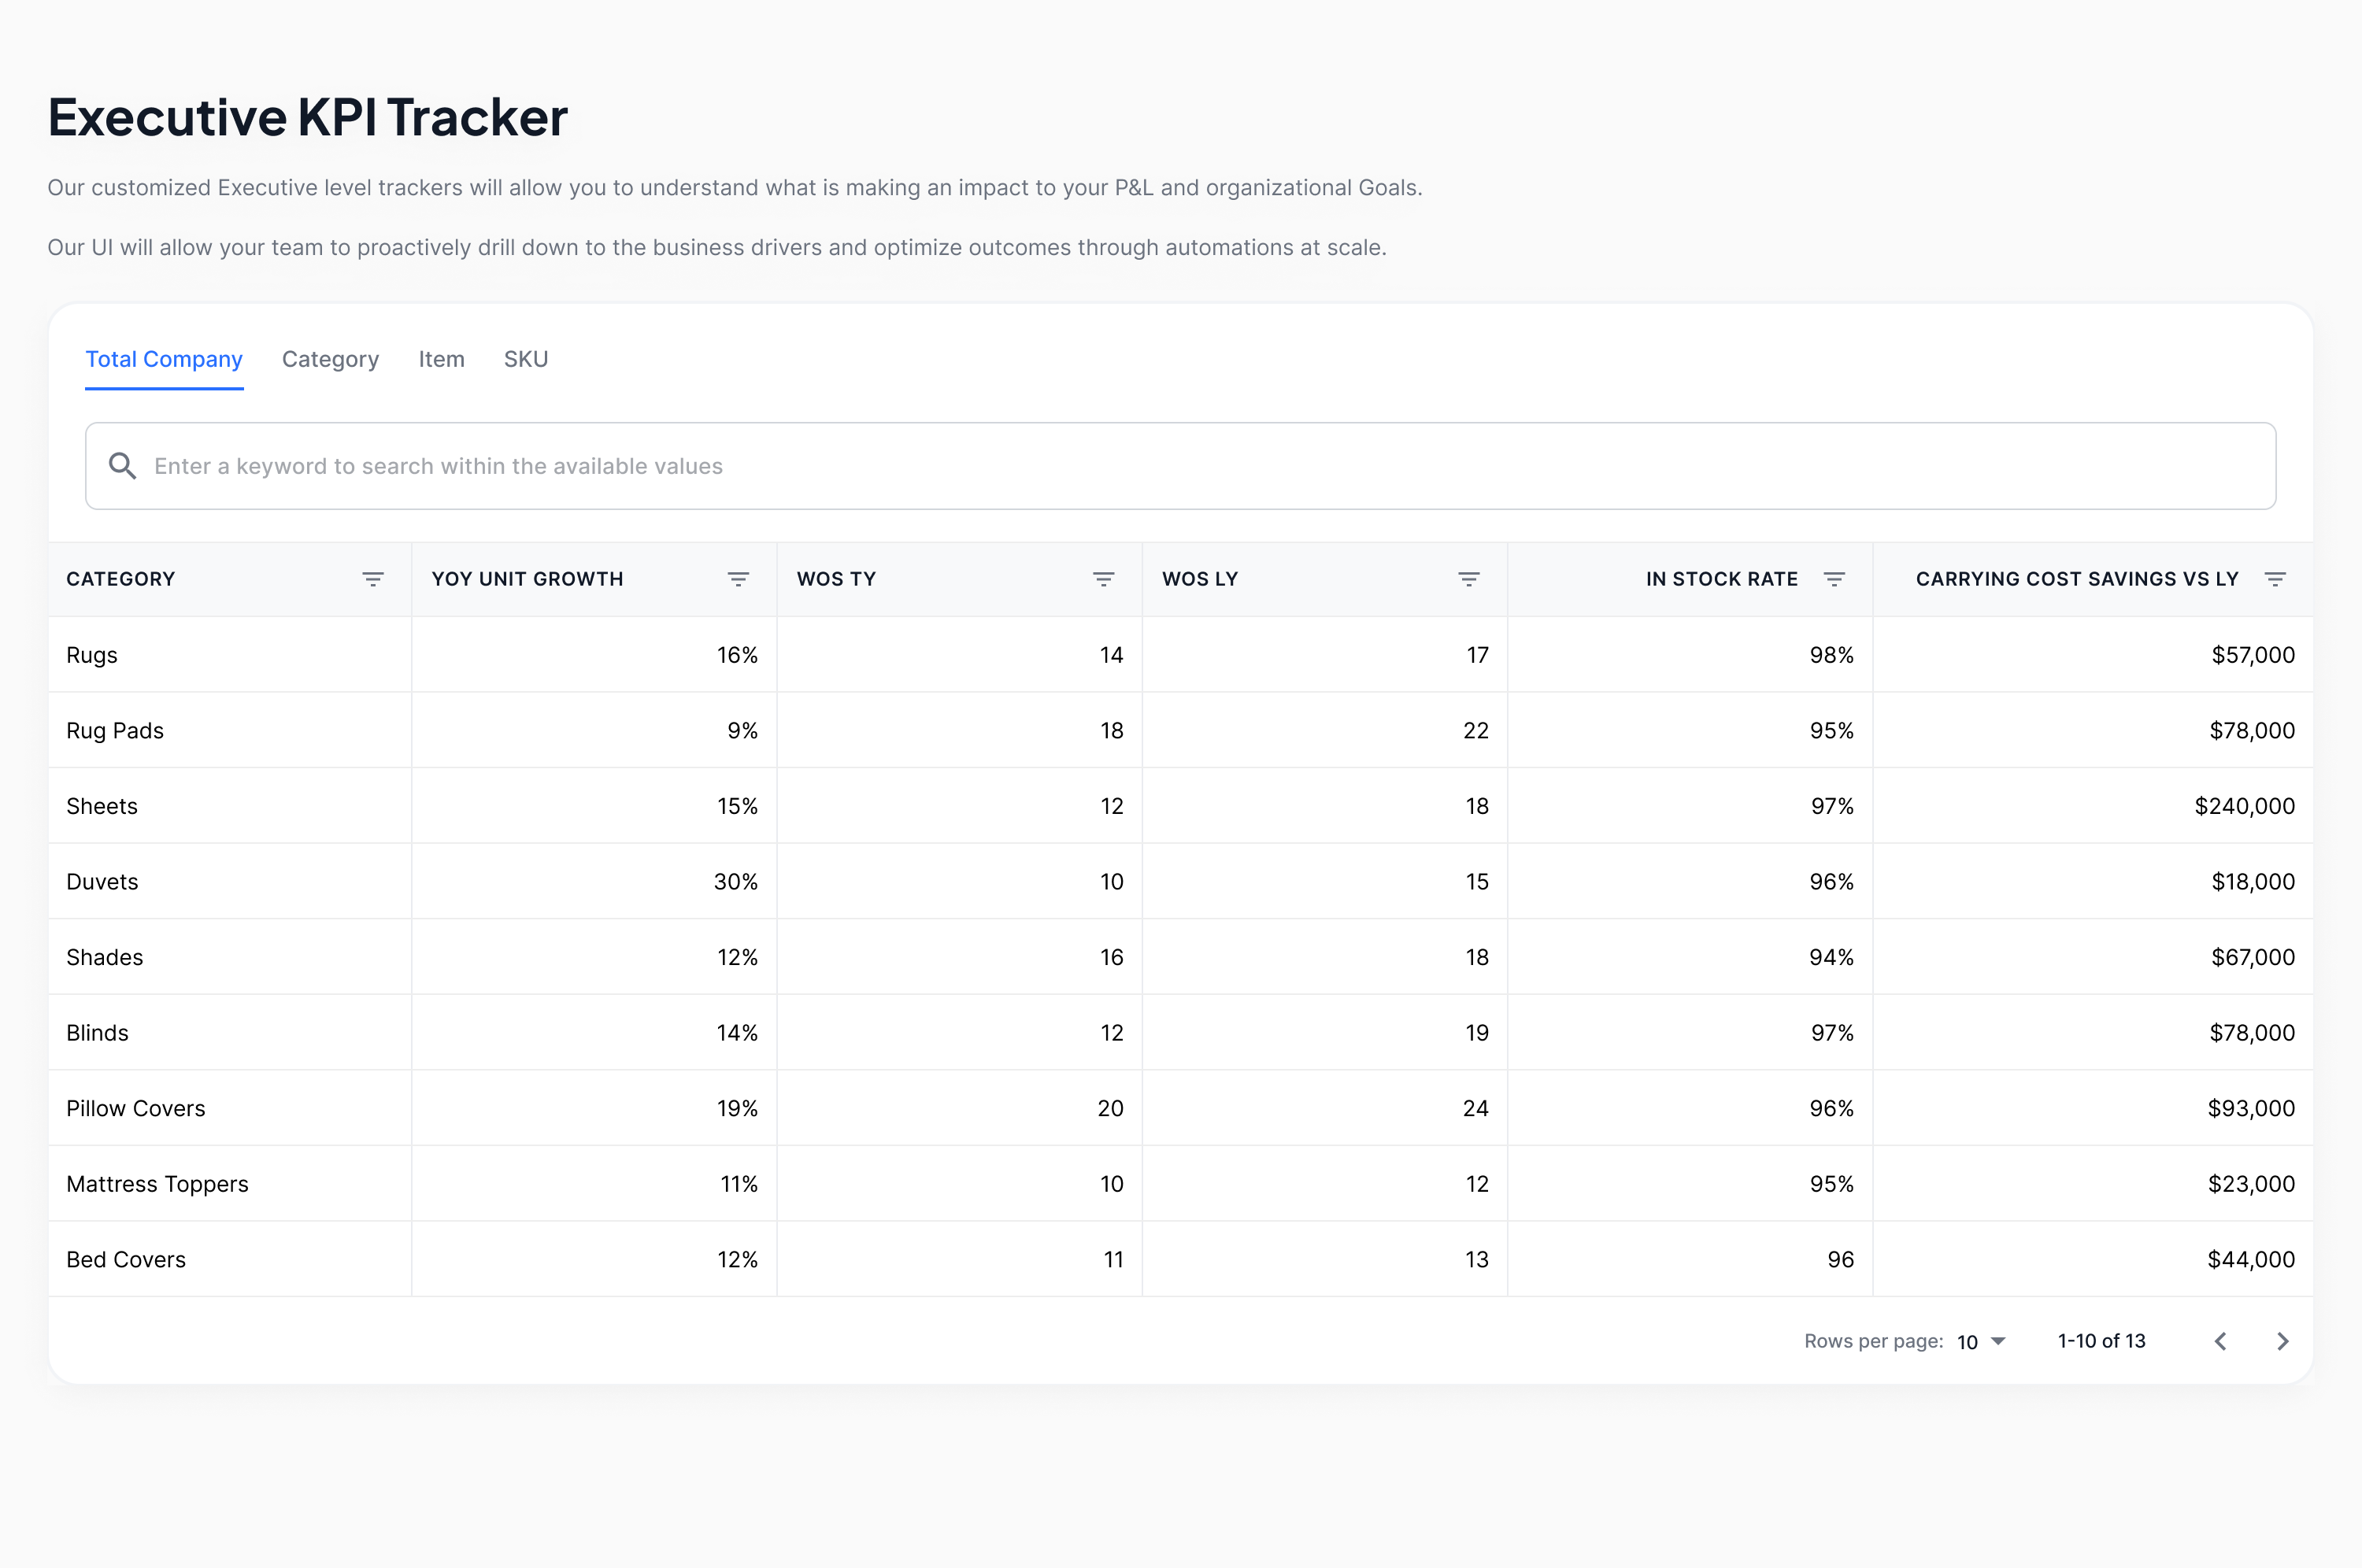 Executive KPI Tracker
Our customized Executive level trackers will allow you to understand what is making an impact to your P&L and organizational Goals.
Our UI will allow your team to proactively drill down to the business drivers and optimize outcomes through automations at scale.
Total Company Category Item SKU
Enter a keyword to search within the available values
CATEGORY YOY UNIT GROWTH WOS TY WOS LY IN STOCK RATE CARRYING COST SAVINGS VS LY
Rugs 16% 14 17 98% $57,000
Rug Pads 9% 18 22 95% $78,000
Sheets 15% 12 18 97% $240,000
Duvets 30% 10 15 96% $18,000
Shades 12% 16 18 94% $67,000
Blinds 14% 12 19 97% $78,000
Pillow Covers 19% 20 24 96% $93,000
Mattress Toppers 11% 10 12 95% $23,000
Bed Covers 12% 11 13 96 $44,000
Rows per page: 10 1-10 of 13